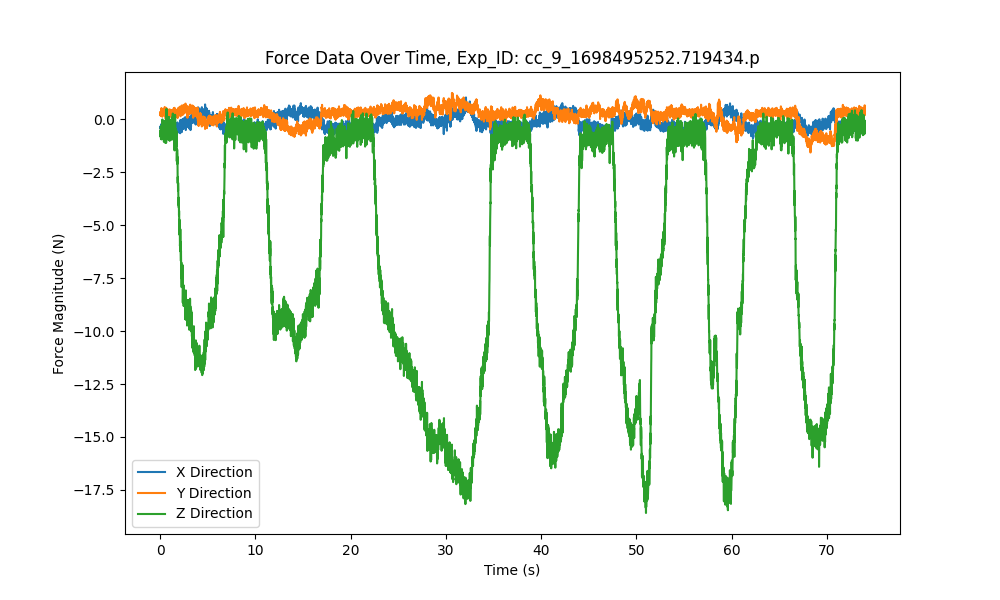 Force Data Over Time, Exp_ID: cc_9_1698495252.719434.p
Force Magnitude (N)
0.0
−2.5
−5.0
−7.5
−10.0
−12.5
−15.0
−17.5
X Direction
Y Direction
Z Direction
0 10 20 30 40 50 60 70
Time (s)